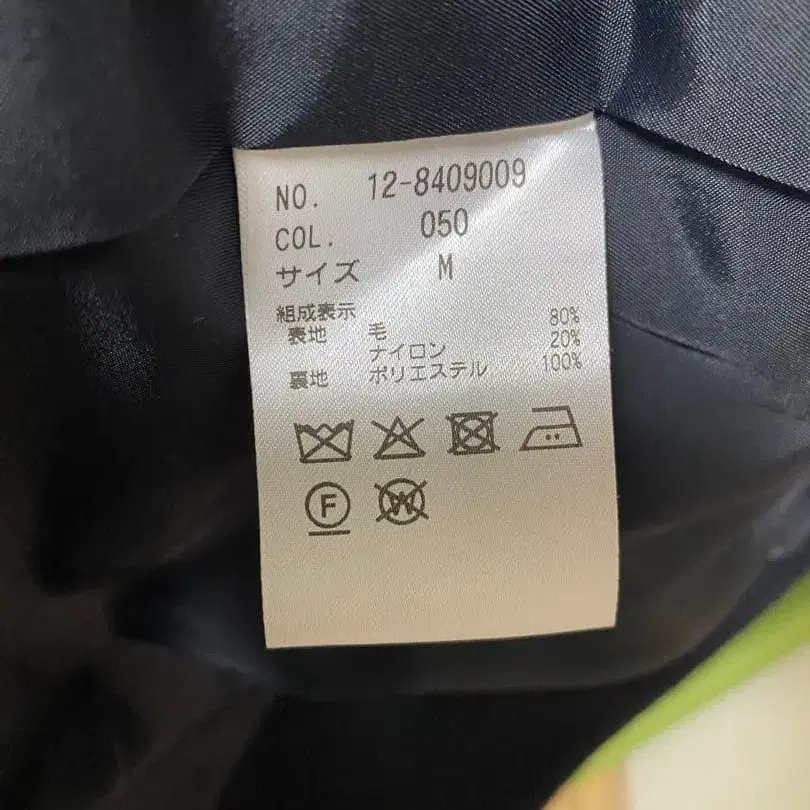 NO. 12-8409009
COL. 050
サイズ M
組成表示
表地 毛 80%
ナイロン 20%
裏地 ポリエステル 100%
F W